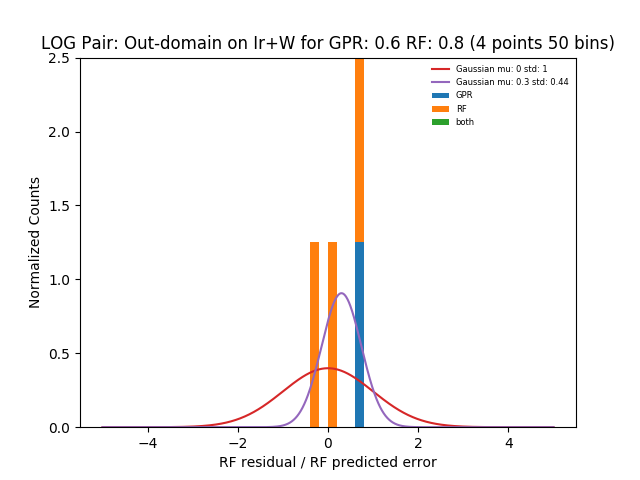 LOG Pair: Out-domain on Ir+W for GPR: 0.6 RF: 0.8 (4 points 50 bins)
Gaussian mu: 0 std: 1
Gaussian mu: 0.3 std: 0.44
GPR
RF
both
Normalized Counts
2.5
2.0
1.5
1.0
0.5
0.0
−4 −2 0 2 4
RF residual / RF predicted error